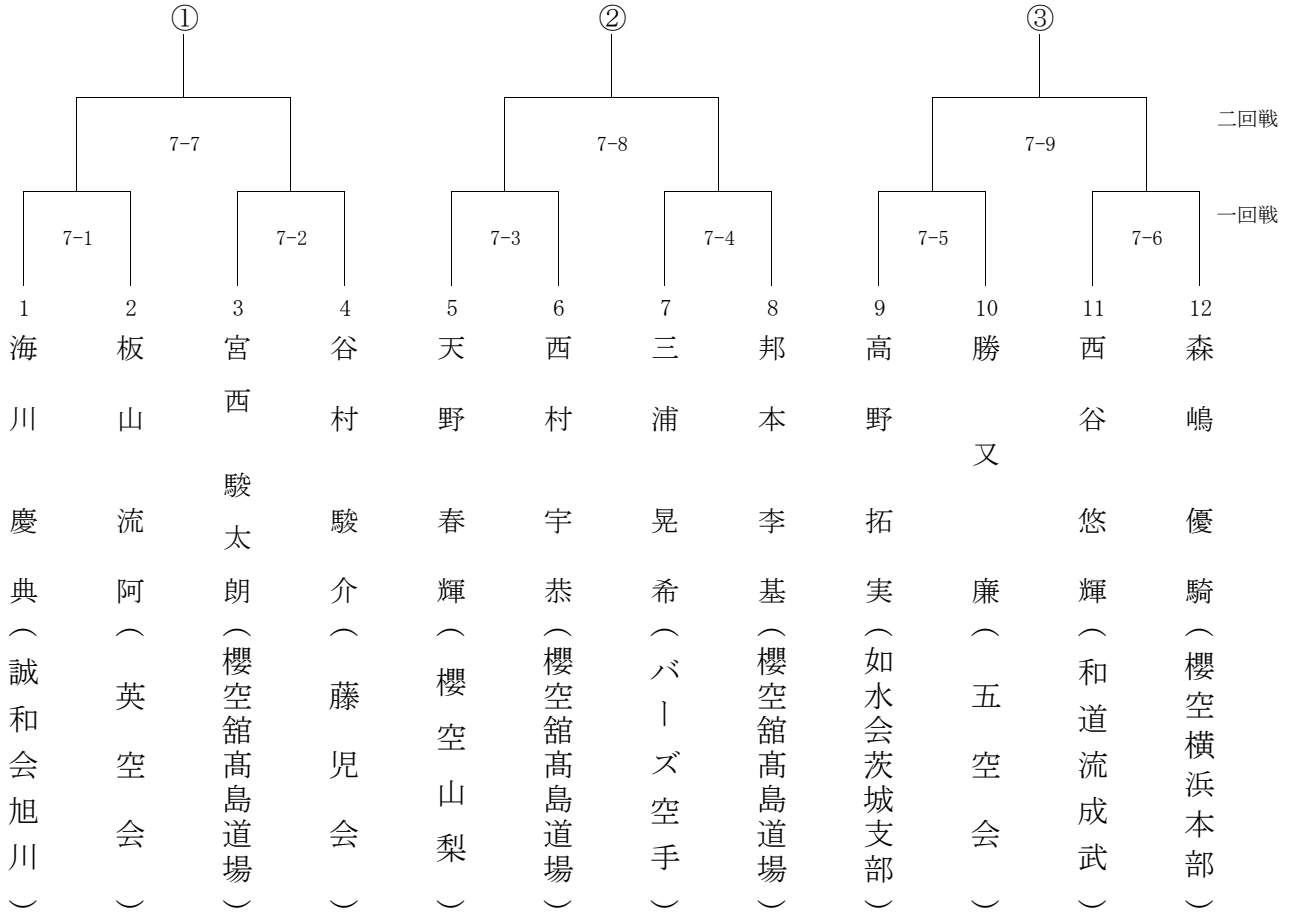 ① ② ③
二回戦
7-7 7-8 7-9
一回戦
7-1 7-2 7-3 7-4 7-5 7-6
1 2 3 4 5 6 7 8 9 10 11 12
海川 慶典(誠和会旭川)
板山 流阿(英空会)
宮西 駿太朗(櫻空舘髙島道場)
谷村 駿介(藤児会)
天野 春輝(櫻空山梨)
西村 宇恭(櫻空舘髙島道場)
三浦 晃希(バーズ空手)
邦本 李基(櫻空舘髙島道場)
高野 拓実(如水会茨城支部)
勝又 廉(五空会)
西谷 悠輝(和道流成武)
森嶋 優騎(櫻空横浜本部)